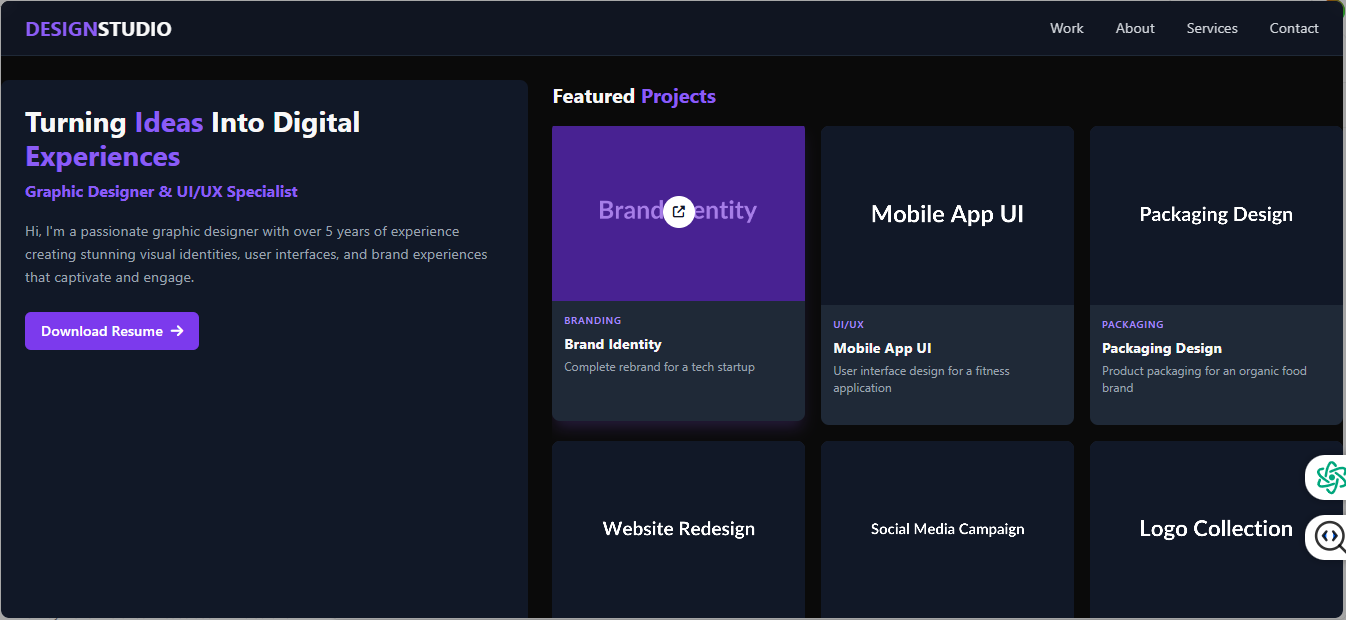 DESIGNSTUDIO
Work
About
Services
Contact
Turning Ideas Into Digital
Experiences
Graphic Designer & UI/UX Specialist
Hi, I'm a passionate graphic designer with over 5 years of experience
creating stunning visual identities, user interfaces, and brand experiences
that captivate and engage.
Download Resume
Featured Projects
Brand entity
BRANDING
Brand Identity
Complete rebrand for a tech startup
Mobile App UI
UI/UX
Mobile App UI
User interface design for a fitness
application
Packaging Design
PACKAGING
Packaging Design
Product packaging for an organic food
brand
Website Redesign
Social Media Campaign
Logo Collection